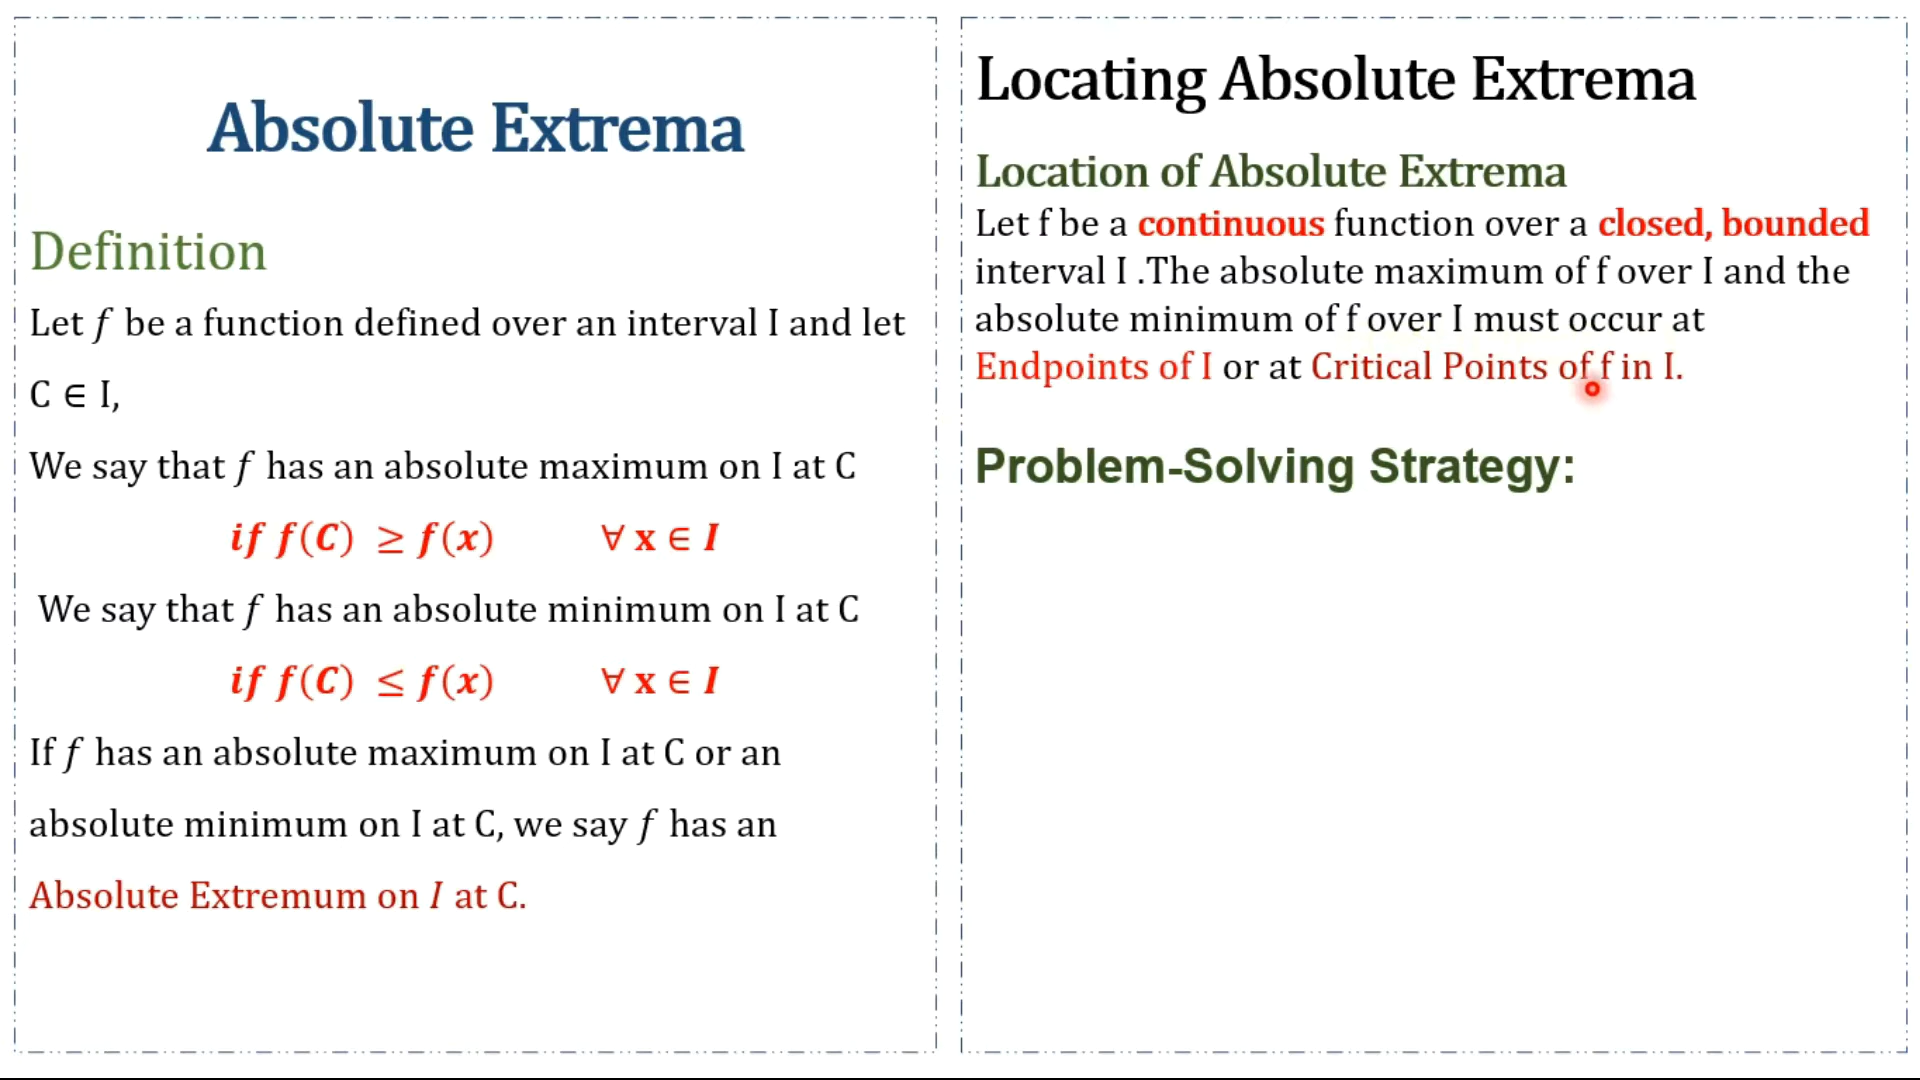 Absolute Extrema
Definition
Let f be a function defined over an interval I and let
C ∈ I,
We say that f has an absolute maximum on I at C
if f(C) ≥ f(x) ∀ x ∈ I
We say that f has an absolute minimum on I at C
if f(C) ≤ f(x) ∀ x ∈ I
If f has an absolute maximum on I at C or an
absolute minimum on I at C, we say f has an
Absolute Extremum on I at C.
Locating Absolute Extrema
Location of Absolute Extrema
Let f be a continuous function over a closed, bounded
interval I .The absolute maximum of f over I and the
absolute minimum of f over I must occur at
Endpoints of I or at Critical Points of f in I.
Problem-Solving Strategy: